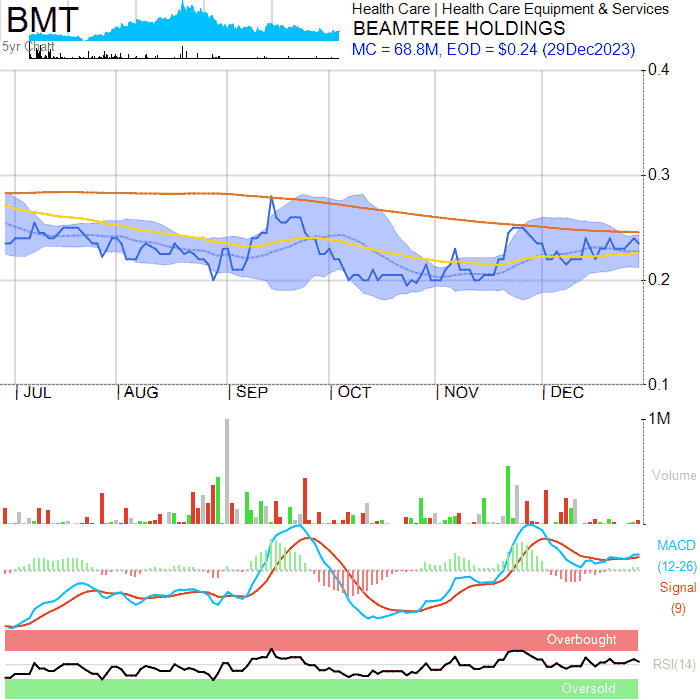 BMT
5yr Chart
Health Care | Health Care Equipment & Services
BEAMTREE HOLDINGS
MC = 68.8M, EOD = $0.24 (29Dec2023)
0.4
0.3
0.2
0.1
JUL AUG SEP OCT NOV DEC
1M
Volume
MACD
(12-26)
Signal
(9)
Overbought
RSI(14)
Oversold